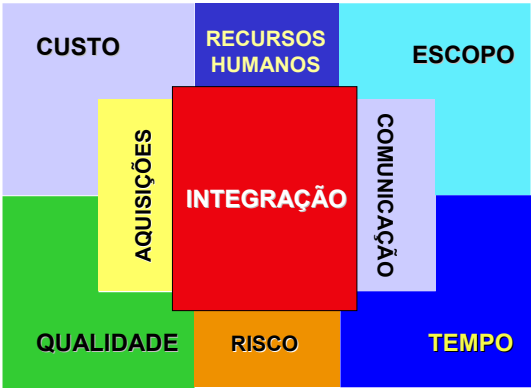 CUSTO
RECURSOS
HUMANOS
ESCOPO
AQUISIÇÕES
INTEGRAÇÃO
COMUNICAÇÃO
QUALIDADE
RISCO
TEMPO